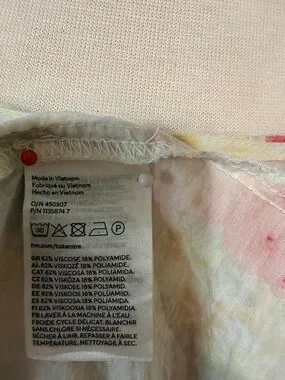 Made in Vietnam
Fabriqué au Vietnam
Hecho en Vietnam
O/N 450507
P/N 1135874 7
hm.com/takecare
GB 82% VISCOSE 18% POLYAMIDE.
AL 82% VISKOZË 18% POLIAMID.
CAT 82% VISCOSA 18% POLIAMIDA.
CZ 82% VISKÓZA 18% POLYAMID.
DE 82% VISKOSE 18% POLYAMID.
EE 82% VISKOOS 18% POLÜAMIID.
ES 82% VISCOSA 18% POLIAMIDA.
FI 82% VISKOOSIA 18% POLYAMIDIA.
FR LAVER À LA MACHINE À L'EAU
FROIDE CYCLE DÉLICAT. BLANCHIR
SANS CHLORE SI NÉCESSAIRE.
SÉCHER À L'AIR. REPASSER À FAIBLE
TEMPÉRATURE. NETTOYAGE À SEC.